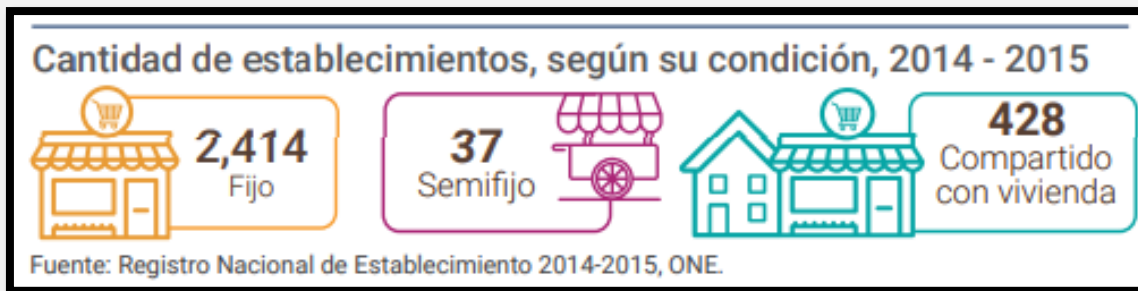 Cantidad de establecimientos, según su condición, 2014 - 2015
2,414
Fijo
37
Semifijo
428
Compartido
con vivienda
Fuente: Registro Nacional de Establecimiento 2014-2015, ONE.